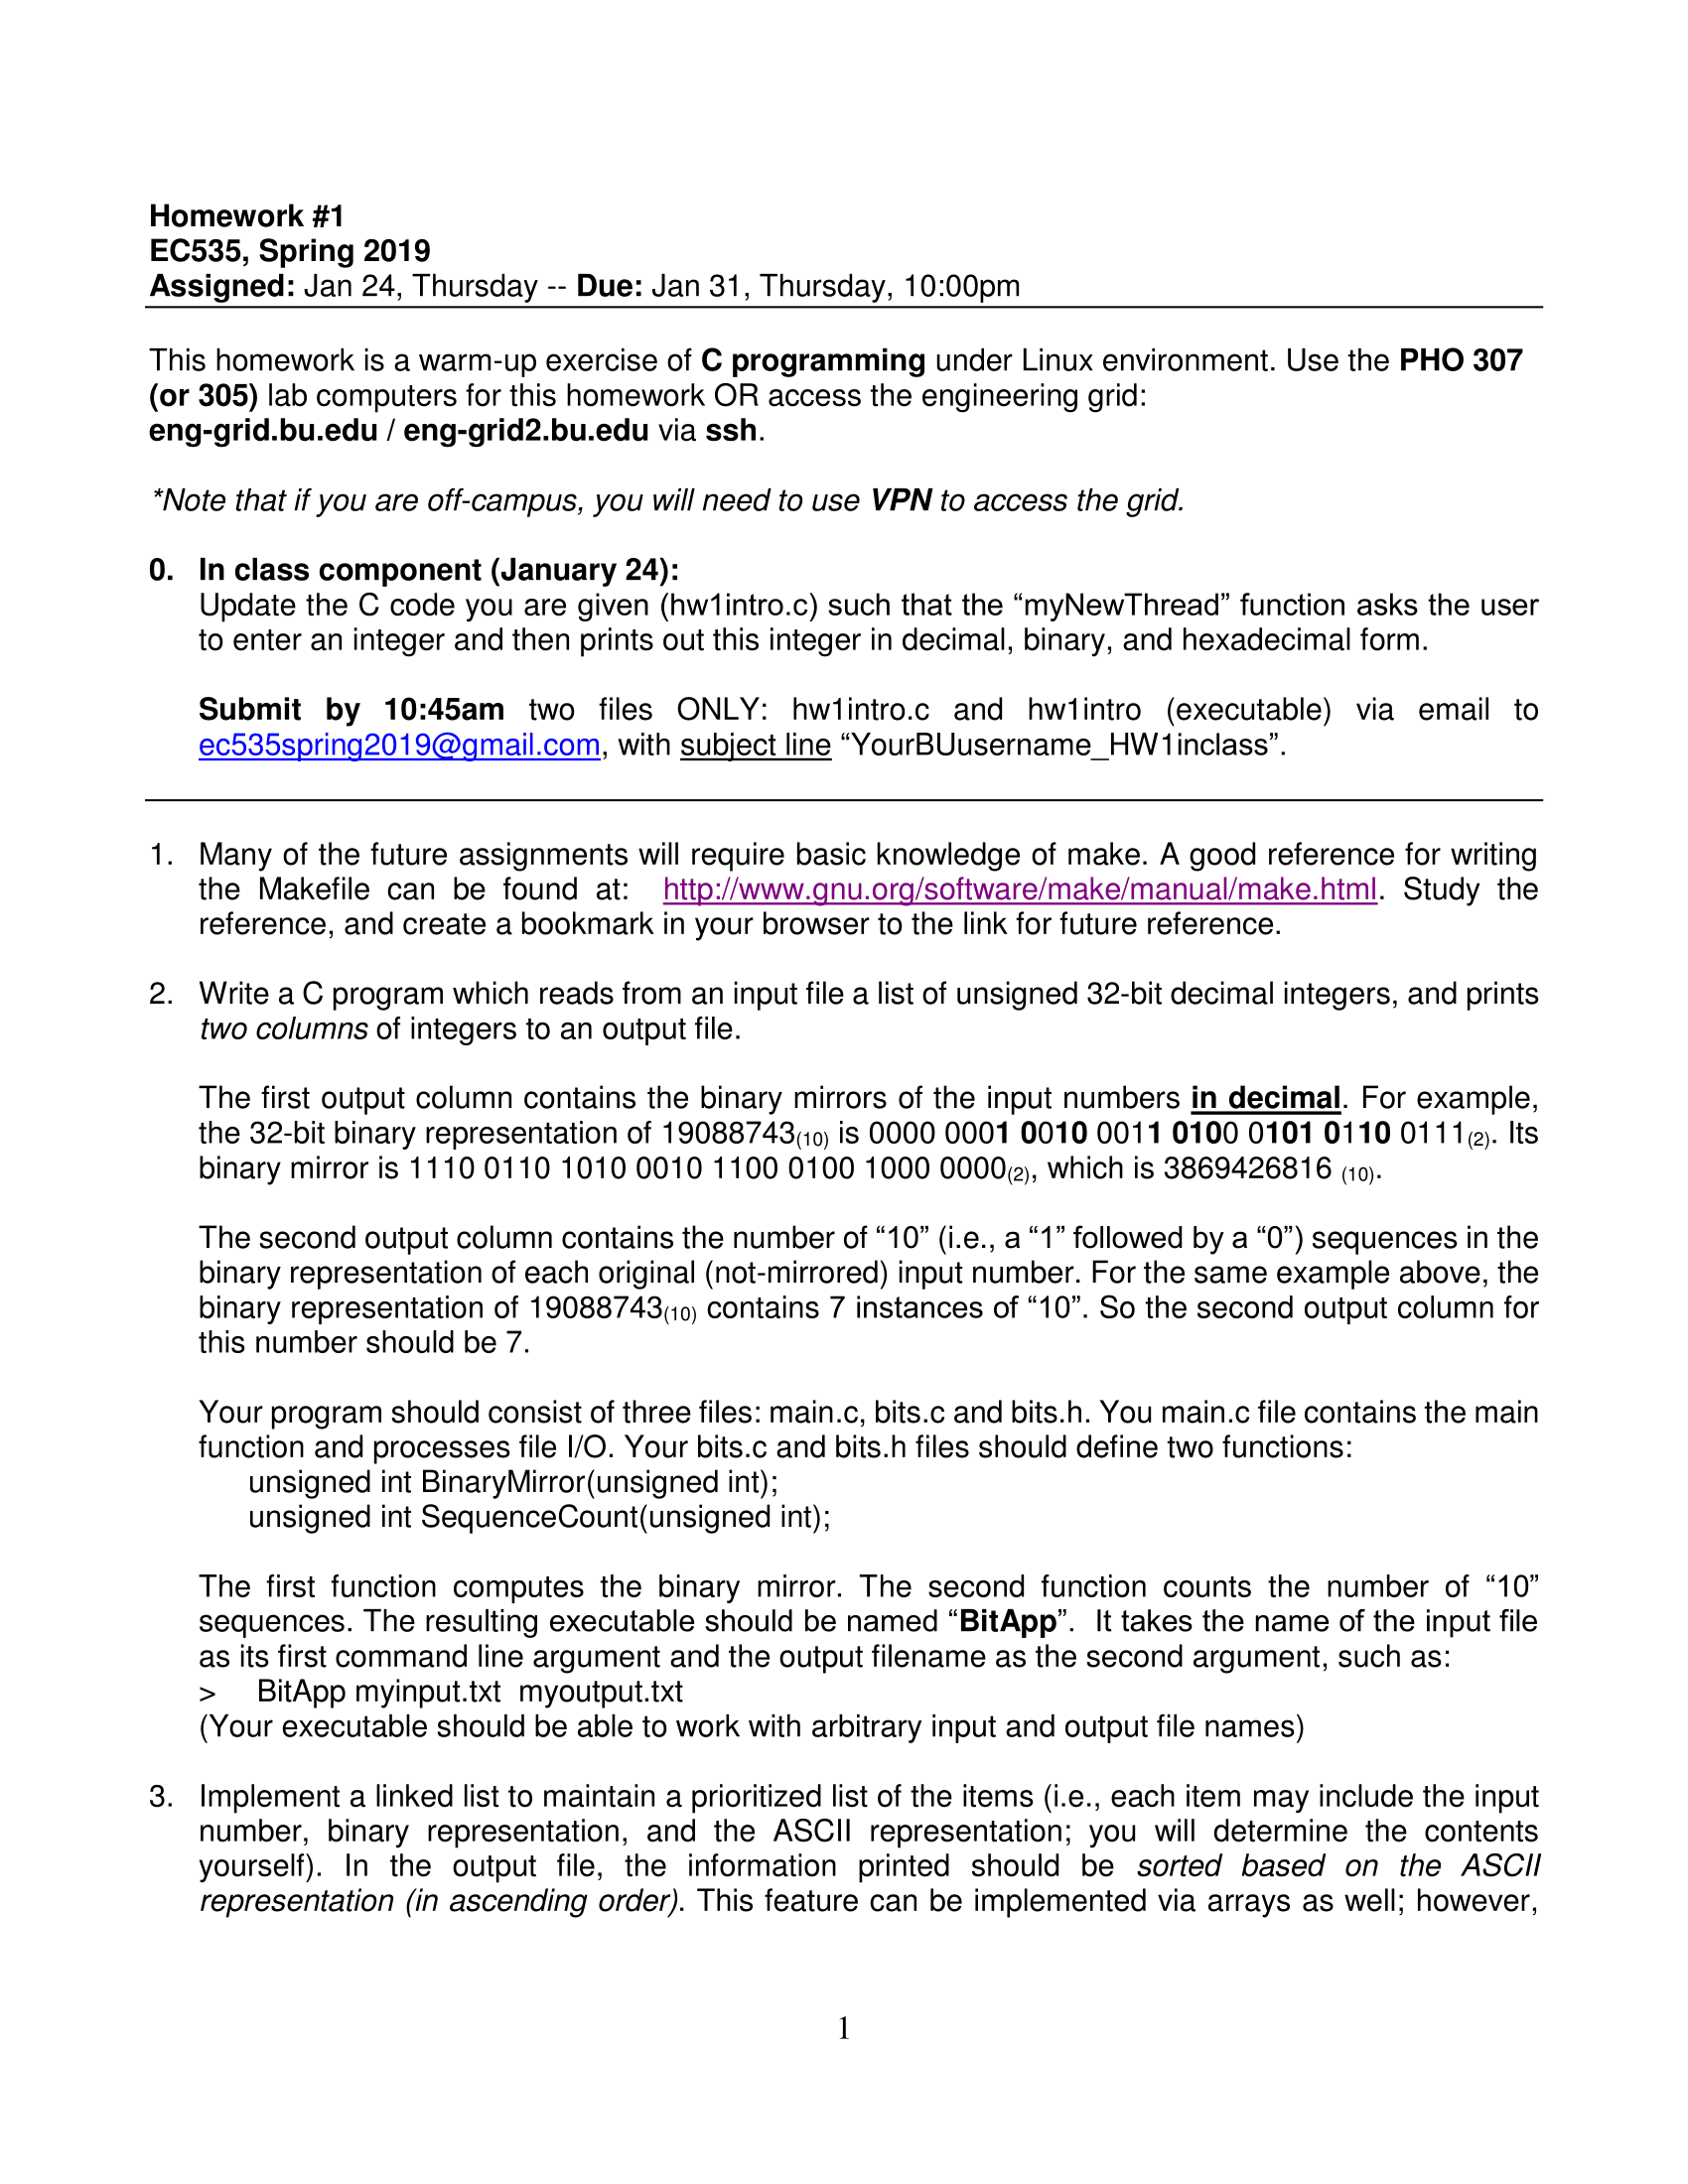 Homework #1
EC535, Spring 2019
Assigned: Jan 24, Thursday -- Due: Jan 31, Thursday, 10:00pm
This homework is a warm-up exercise of C programming under Linux environment. Use the PHO 307
(or 305) lab computers for this homework OR access the engineering grid:
eng-grid.bu.edu / eng-grid2.bu.edu via ssh.
*Note that if you are off-campus, you will need to use VPN to access the grid.
0. In class component (January 24):
Update the C code you are given (hw1intro.c) such that the “myNewThread” function asks the user
to enter an integer and then prints out this integer in decimal, binary, and hexadecimal form.
Submit by 10:45am two files ONLY: hw1intro.c and hw1intro (executable) via email to
ec535spring2019@gmail.com, with subject line “YourBUusername_HW1inclass”.
1. Many of the future assignments will require basic knowledge of make. A good reference for writing
the Makefile can be found at: http://www.gnu.org/software/make/manual/make.html. Study the
reference, and create a bookmark in your browser to the link for future reference.
2. Write a C program which reads from an input file a list of unsigned 32-bit decimal integers, and prints
two columns of integers to an output file.
The first output column contains the binary mirrors of the input numbers in decimal. For example,
the 32-bit binary representation of 19088743(10) is 0000 0001 0010 0011 0100 0101 0110 0111(2). Its
binary mirror is 1110 0110 1010 0010 1100 0100 1000 0000(2), which is 3869426816 (10).
The second output column contains the number of “10” (i.e., a “1” followed by a “0”) sequences in the
binary representation of each original (not-mirrored) input number. For the same example above, the
binary representation of 19088743(10) contains 7 instances of “10”. So the second output column for
this number should be 7.
Your program should consist of three files: main.c, bits.c and bits.h. You main.c file contains the main
function and processes file I/O. Your bits.c and bits.h files should define two functions:
unsigned int BinaryMirror(unsigned int);
unsigned int SequenceCount(unsigned int);
The first function computes the binary mirror. The second function counts the number of “10”
sequences. The resulting executable should be named “BitApp”. It takes the name of the input file
as its first command line argument and the output filename as the second argument, such as:
> BitApp myinput.txt myoutput.txt
(Your executable should be able to work with arbitrary input and output file names)
3. Implement a linked list to maintain a prioritized list of the items (i.e., each item may include the input
number, binary representation, and the ASCII representation; you will determine the contents
yourself). In the output file, the information printed should be sorted based on the ASCII
representation (in ascending order). This feature can be implemented via arrays as well; however,
1